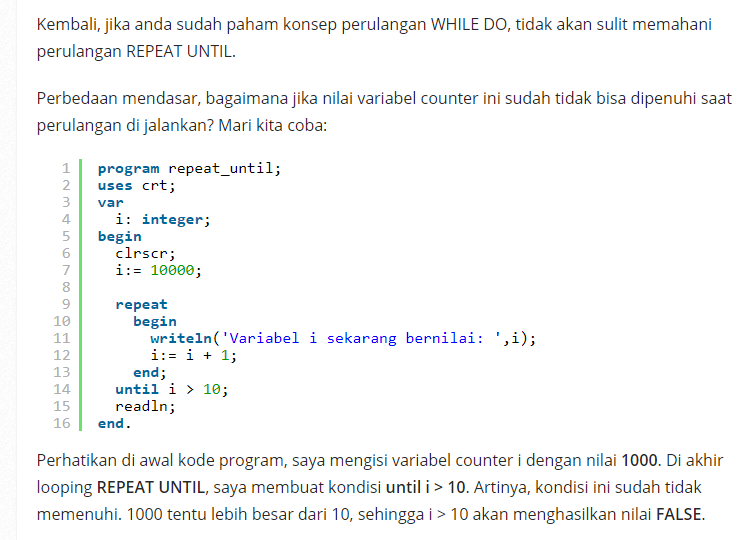 Kembali, jika anda sudah paham konsep perulangan WHILE DO, tidak akan sulit memahani
perulangan REPEAT UNTIL.
Perbedaan mendasar, bagaimana jika nilai variabel counter ini sudah tidak bisa dipenuhi saat
perulangan di jalankan? Mari kita coba:
1 program repeat_until;
2 uses crt;
3 var
4 i: integer;
5 begin
6 clrscr;
7 i:= 10000;
8
9 repeat
10 begin
11 writeln('Variabel i sekarang bernilai: ',i);
12 i:= i + 1;
13 end;
14 until i > 10;
15 readln;
16 end.
Perhatikan di awal kode program, saya mengisi variabel counter i dengan nilai 1000. Di akhir
looping REPEAT UNTIL, saya membuat kondisi until i > 10. Artinya, kondisi ini sudah tidak
memenuhi. 1000 tentu lebih besar dari 10, sehingga i > 10 akan menghasilkan nilai FALSE.